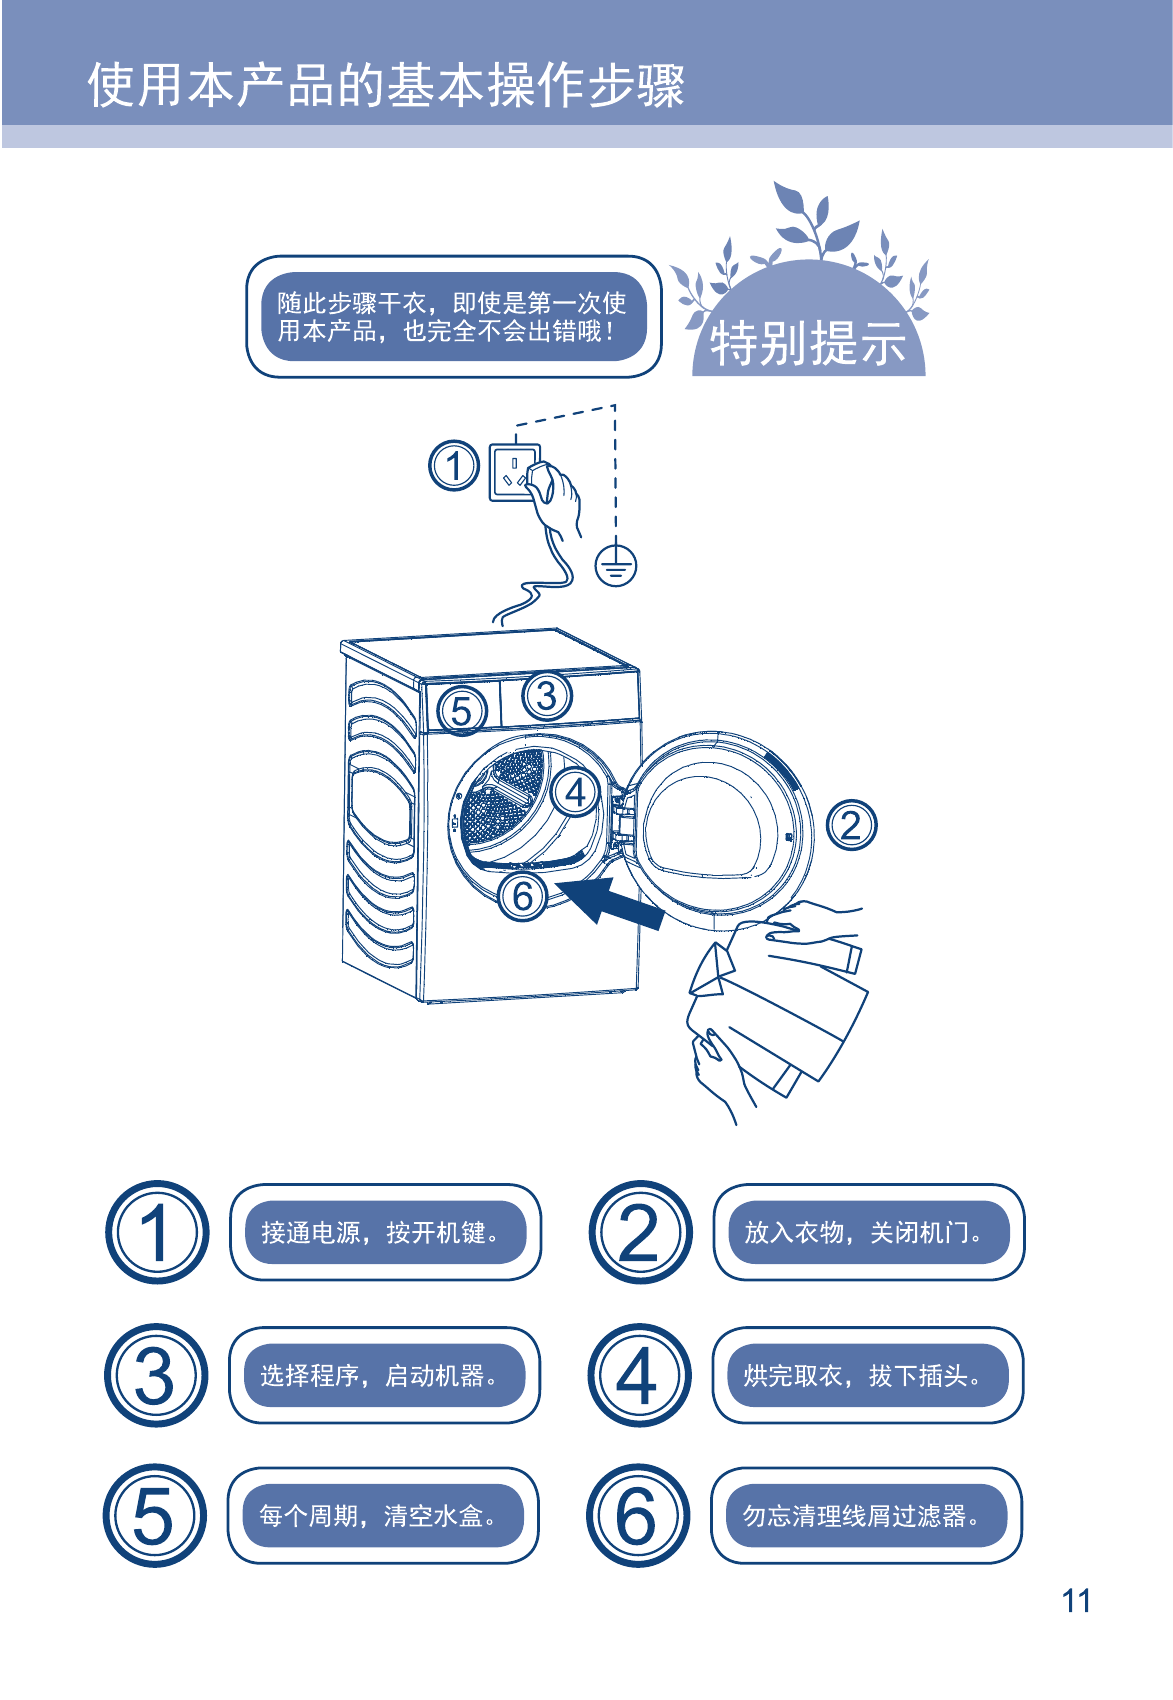 使用本产品的基本操作步骤
随此步骤干衣，即使是第一次使
用本产品，也完全不会出错哦！
特别提示
1
5
3
4
2
6
1
接通电源，按开机键。
2
放入衣物，关闭机门。
3
选择程序，启动机器。
4
烘完取衣，拔下插头。
5
每个周期，清空水盒。
6
勿忘清理线屑过滤器。
11